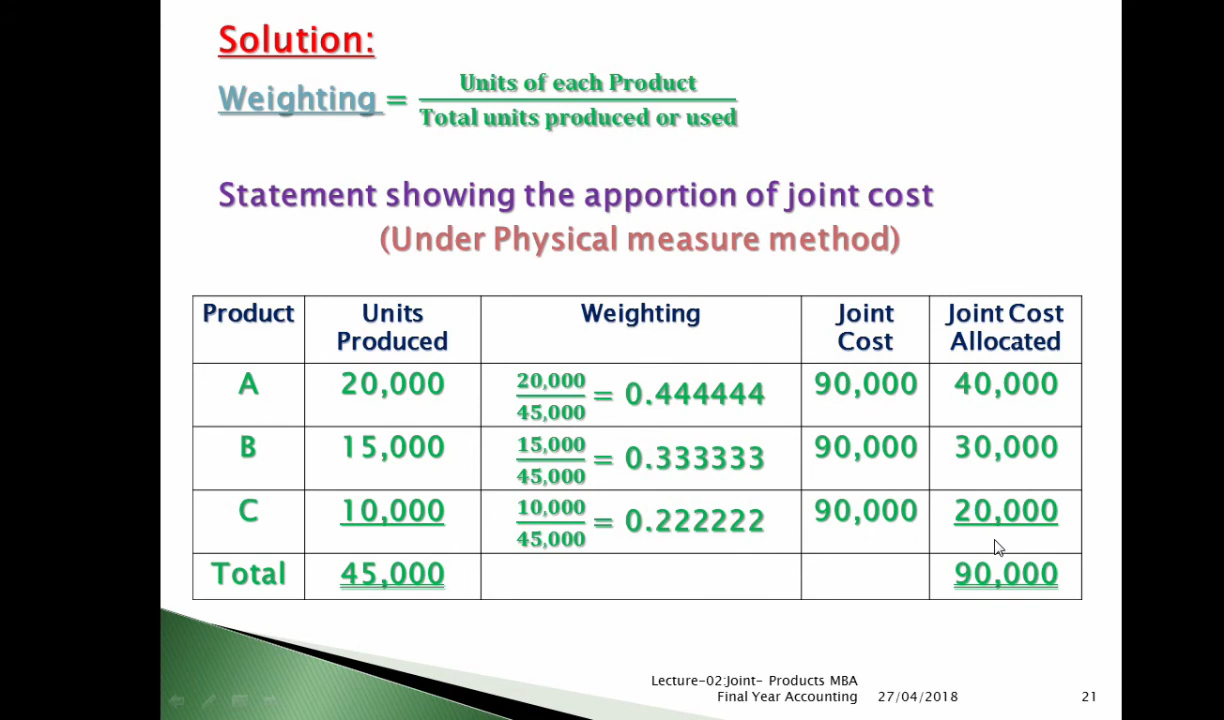 Solution:
Weighting = Units of each Product / Total units produced or used
Statement showing the apportion of joint cost
(Under Physical measure method)
Product | Units Produced | Weighting | Joint Cost | Joint Cost Allocated
A | 20,000 | 20,000/45,000 = 0.444444 | 90,000 | 40,000
B | 15,000 | 15,000/45,000 = 0.333333 | 90,000 | 30,000
C | 10,000 | 10,000/45,000 = 0.222222 | 90,000 | 20,000
Total | 45,000 | | | 90,000
Lecture-02:Joint- Products MBA
Final Year Accounting 27/04/2018 21